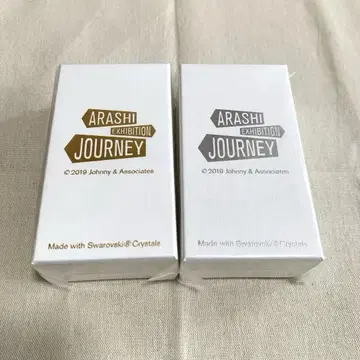 ARASHI
EXHIBITION
JOURNEY
© 2019 Johnny & Associates
Made with Swarovski® Crystals
ARASHI
EXHIBITION
JOURNEY
© 2019 Johnny & Associates
Made with Swarovski® Crystals